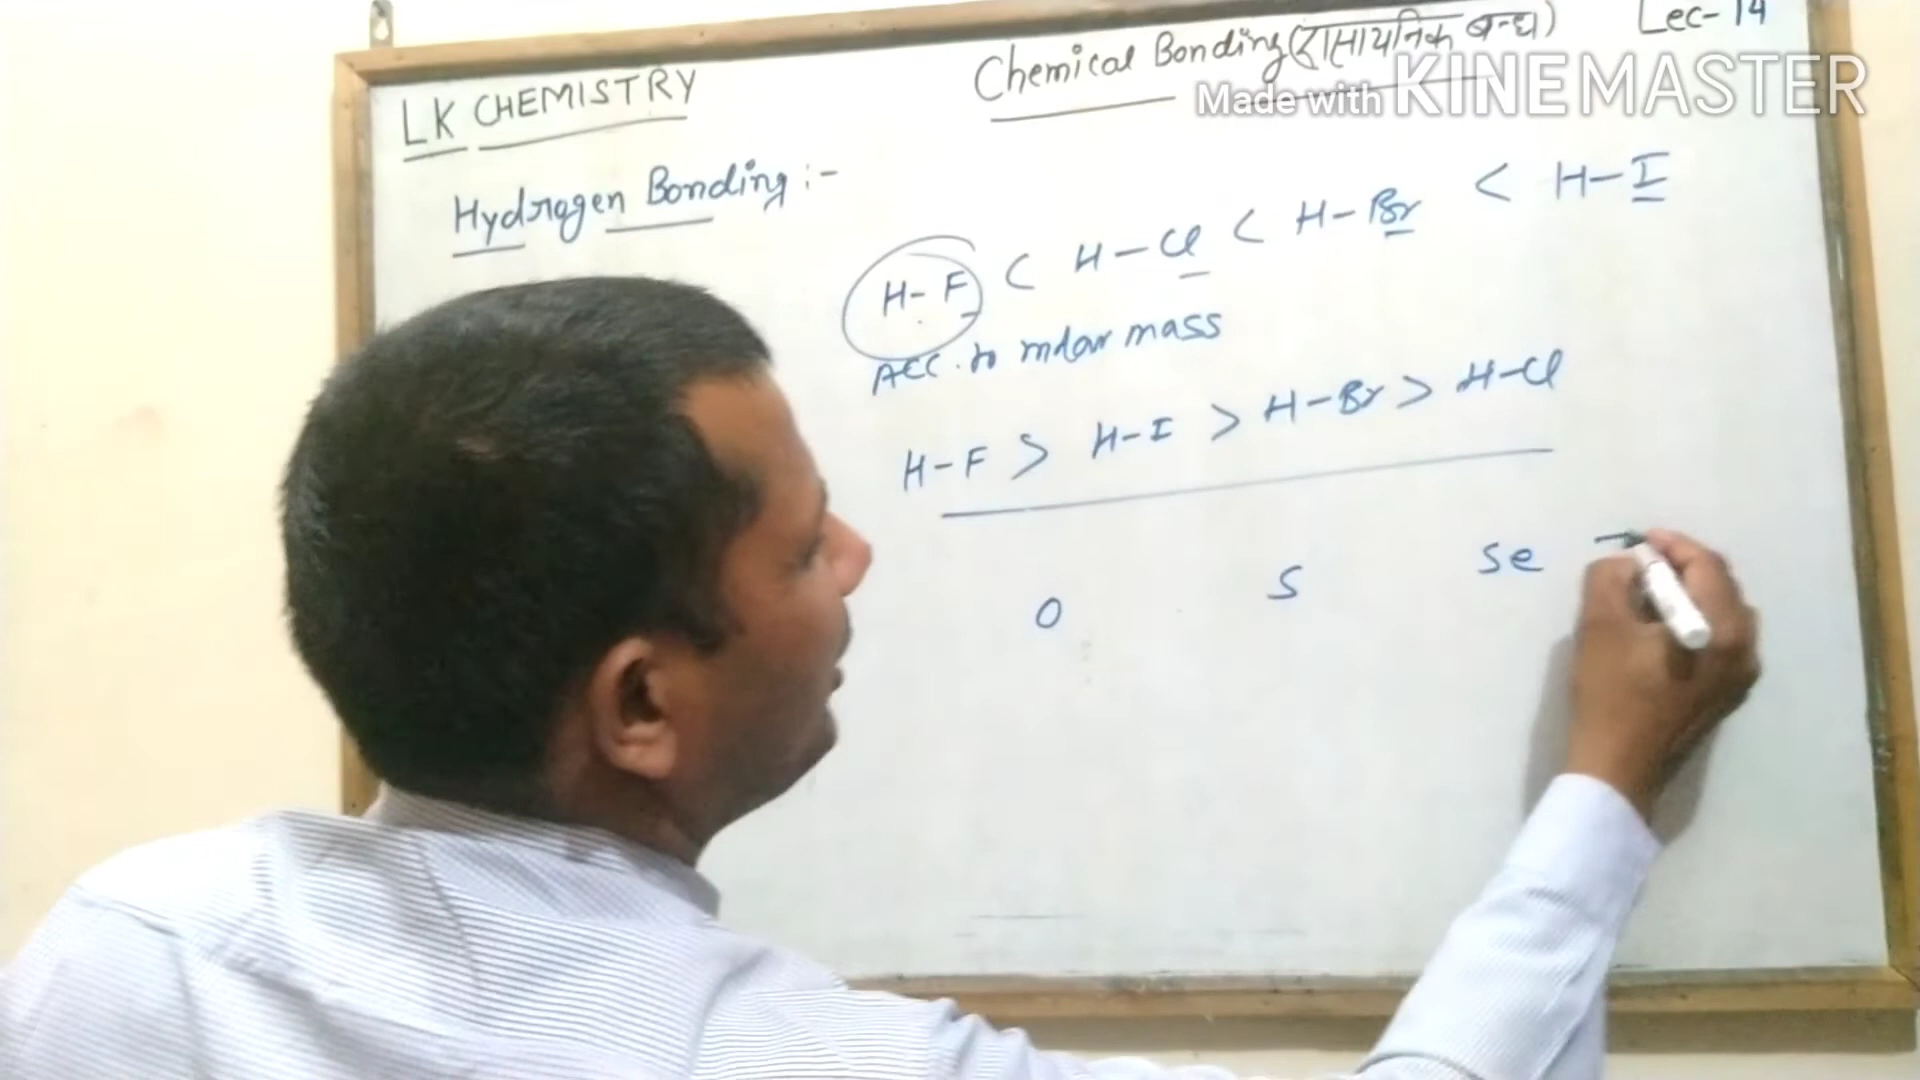 Chemical Bonding (रासायनिक बन्ध) Lec-14
Made with KINEMASTER
LK CHEMISTRY
Hydrogen Bonding :-
H-F < H-Cl < H-Br < H-I
Acc. to molar mass
H-F > H-I > H-Br > H-Cl
O S Se